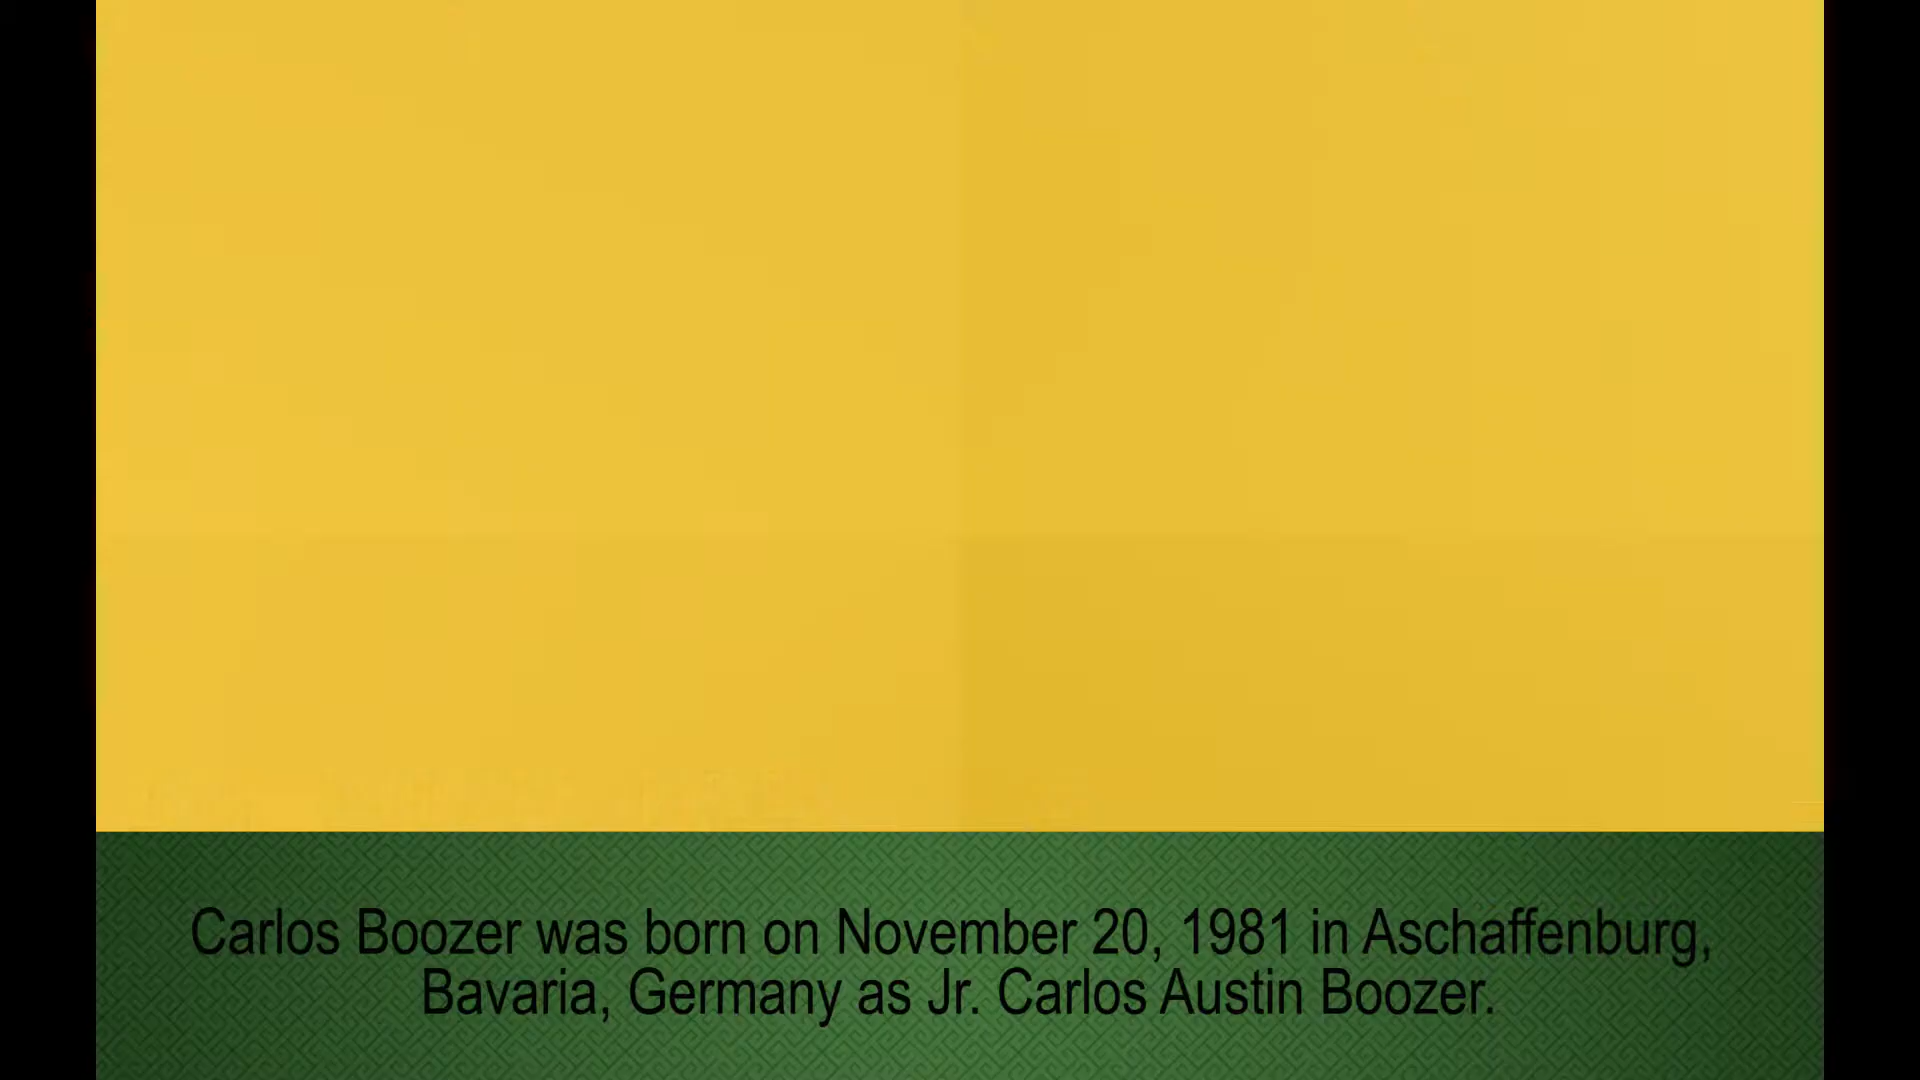 Carlos Boozer was born on November 20, 1981 in Aschaffenburg,
Bavaria, Germany as Jr. Carlos Austin Boozer.